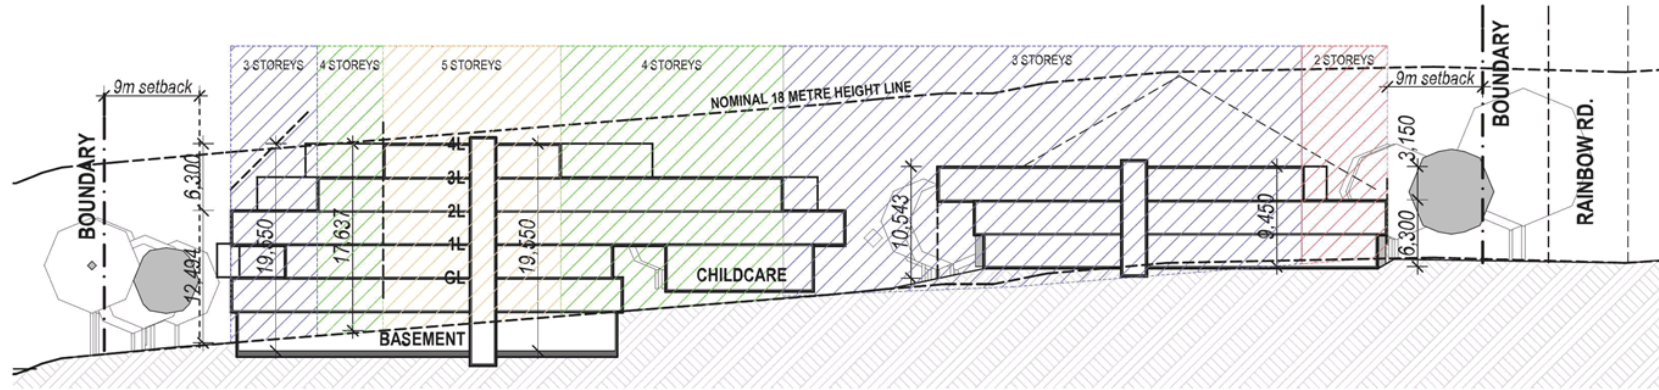 3 STOREYS
4 STOREYS
5 STOREYS
4 STOREYS
3 STOREYS
2 STOREYS
9m setback
9m setback
NOMINAL 18 METRE HEIGHT LINE
BOUNDARY
BOUNDARY
RAINBOW RD.
4L
3L
2L
1L
GL
6,300
12,494
19,550
17,637
19,550
10,543
9,450
3,150
6,300
CHILDCARE
BASEMENT